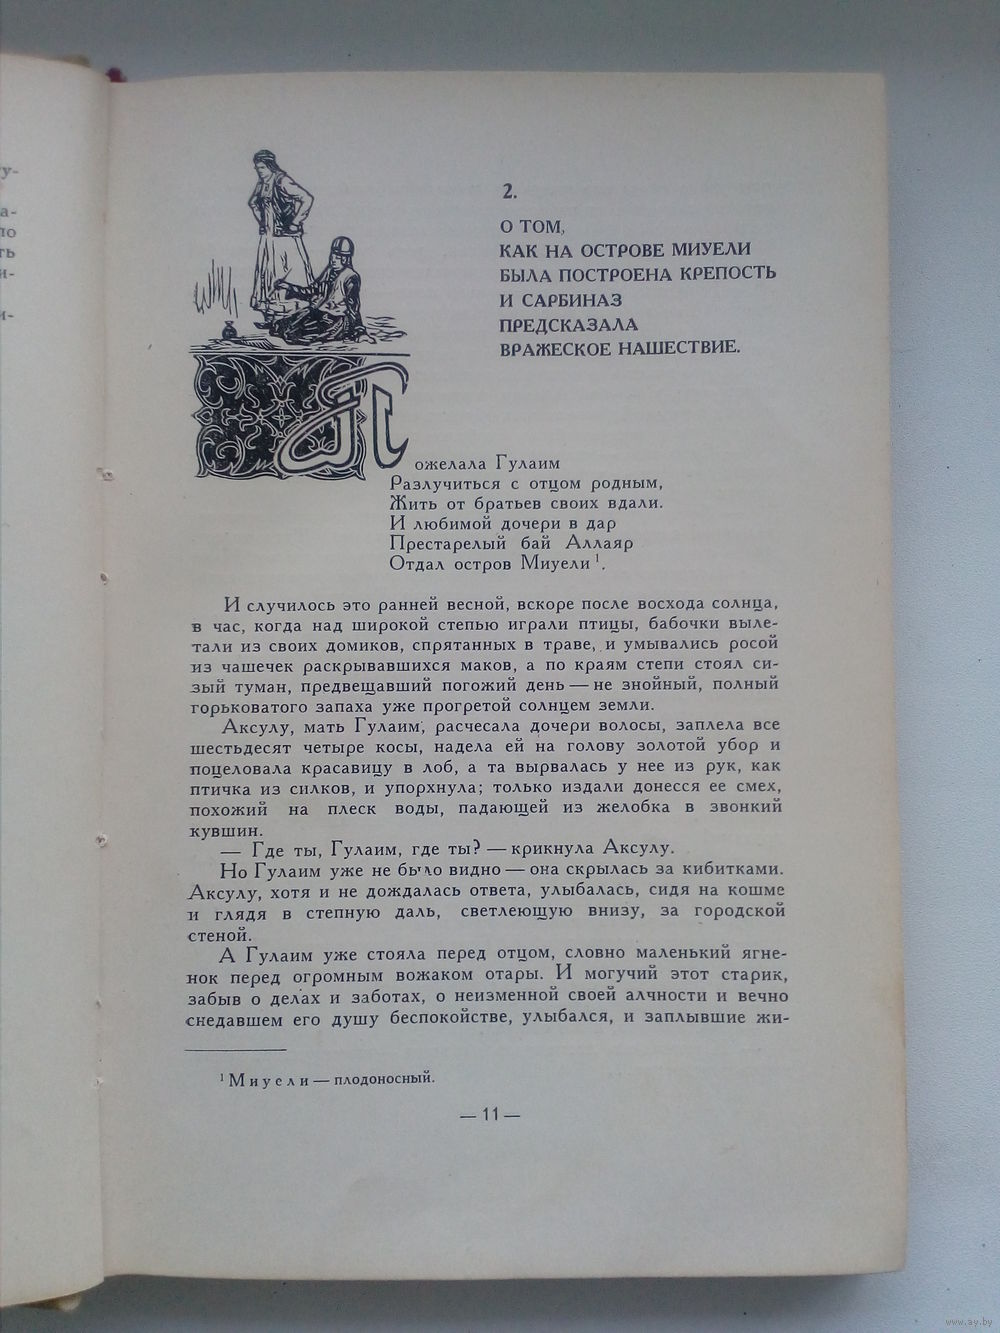 у-
а-
ло
ть
и-
и-
2.
О ТОМ,
КАК НА ОСТРОВЕ МИУЕЛИ
БЫЛА ПОСТРОЕНА КРЕПОСТЬ
И САРБИНАЗ
ПРЕДСКАЗАЛА
ВРАЖЕСКОЕ НАШЕСТВИЕ.
Пожелала Гулаим
Разлучиться с отцом родным,
Жить от братьев своих вдали.
И любимой дочери в дар
Престарелый бай Аллаяр
Отдал остров Миуели¹.
И случилось это ранней весной, вскоре после восхода солнца,
в час, когда над широкой степью играли птицы, бабочки выле-
тали из своих домиков, спрятанных в траве, и умывались росой
из чашечек раскрывавшихся маков, а по краям степи стоял си-
зый туман, предвещавший погожий день — не знойный, полный
горьковатого запаха уже прогретой солнцем земли.
Аксулу, мать Гулаим, расчесала дочери волосы, заплела все
шестьдесят четыре косы, надела ей на голову золотой убор и
поцеловала красавицу в лоб, а та вырвалась у нее из рук, как
птичка из силков, и упорхнула; только издали донесся ее смех,
похожий на плеск воды, падающей из желобка в звонкий
кувшин.
— Где ты, Гулаим, где ты? — крикнула Аксулу.
Но Гулаим уже не было видно — она скрылась за кибитками.
Аксулу, хотя и не дождалась ответа, улыбалась, сидя на кошме
и глядя в степную даль, светлеющую внизу, за городской
стеной.
А Гулаим уже стояла перед отцом, словно маленький ягне-
нок перед огромным вожаком отары. И могучий этот старик,
забыв о делах и заботах, о неизменной своей алчности и вечно
снедавшем его душу беспокойстве, улыбался, и заплывшие жи-
¹ Миуели — плодоносный.
— 11 —
www.ay.by